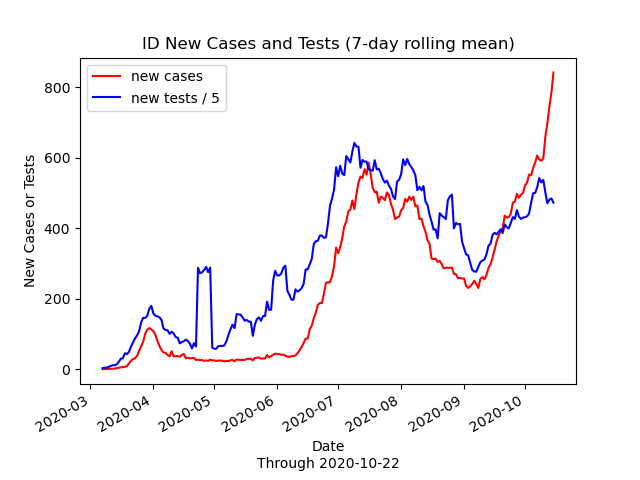 ID New Cases and Tests (7-day rolling mean)
new cases
new tests / 5
New Cases or Tests
800
600
400
200
0
2020-03
2020-04
2020-05
2020-06
2020-07
2020-08
2020-09
2020-10
Date
Through 2020-10-22